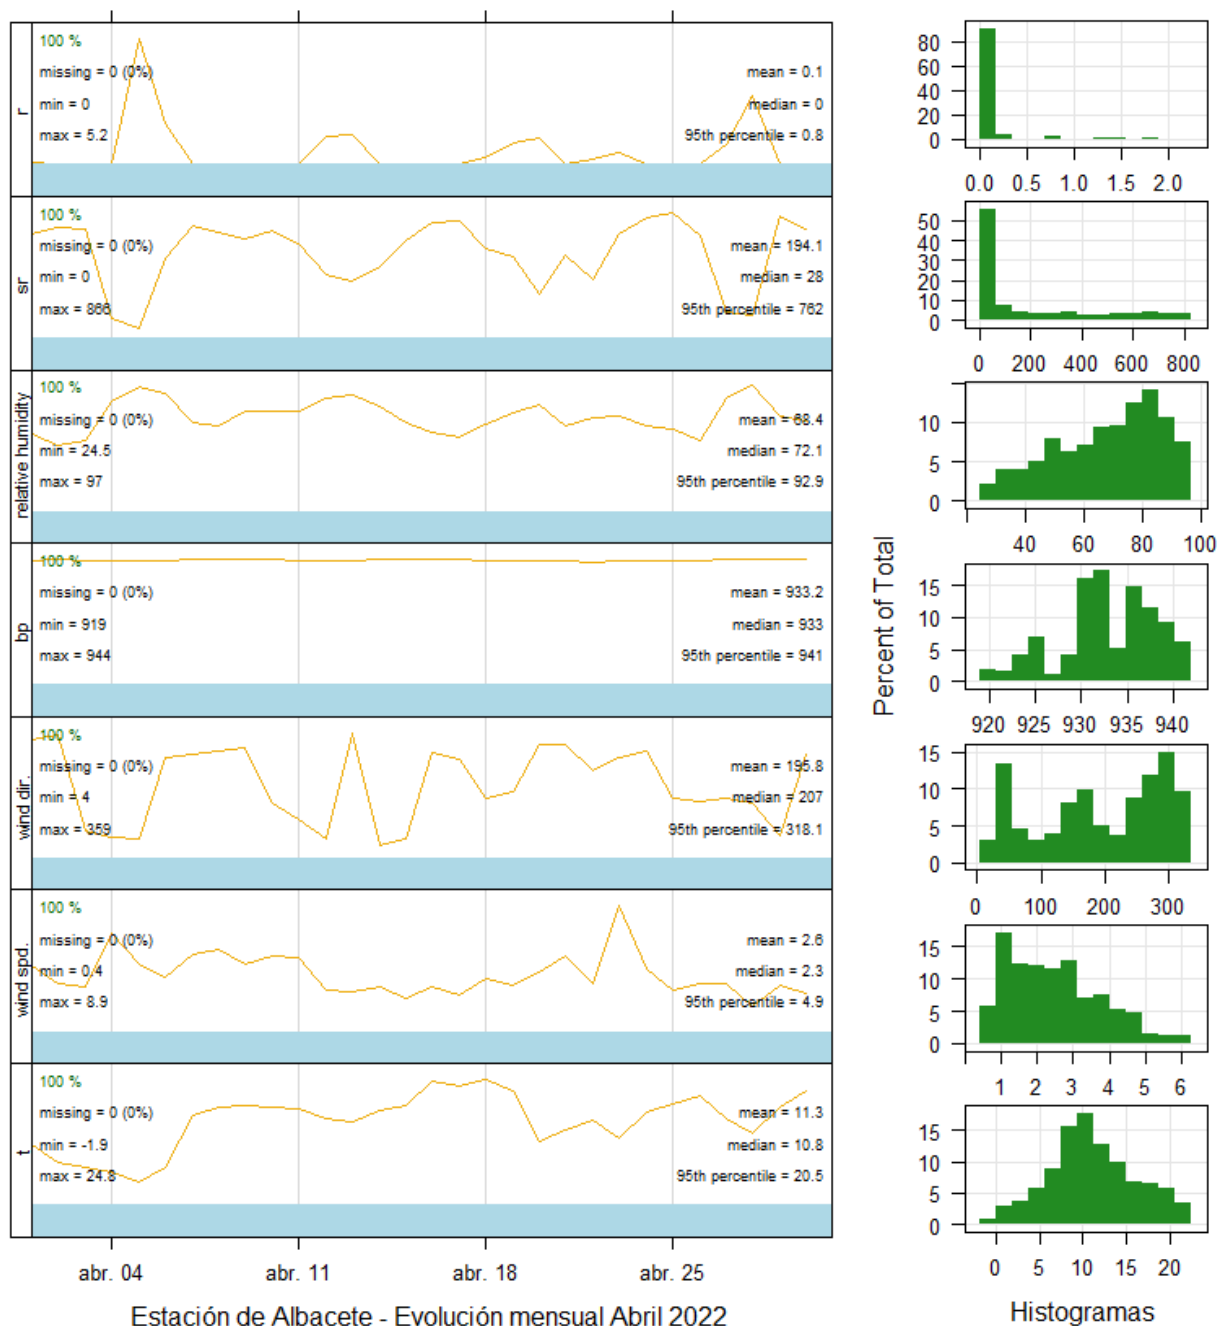 r
100 %
missing = 0 (0%)
min = 0
max = 5.2
mean = 0.1
median = 0
95th percentile = 0.8
sr
100 %
missing = 0 (0%)
min = 0
max = 866
mean = 194.1
median = 28
95th percentile = 762
relative humidity
100 %
missing = 0 (0%)
min = 24.5
max = 97
mean = 68.4
median = 72.1
95th percentile = 92.9
bp
100 %
missing = 0 (0%)
min = 919
max = 944
mean = 933.2
median = 933
95th percentile = 941
wind dir.
100 %
missing = 0 (0%)
min = 4
max = 359
mean = 195.8
median = 207
95th percentile = 318.1
wind spd.
100 %
missing = 0 (0%)
min = 0.4
max = 8.9
mean = 2.6
median = 2.3
95th percentile = 4.9
t
100 %
missing = 0 (0%)
min = -1.9
max = 24.8
mean = 11.3
median = 10.8
95th percentile = 20.5
abr. 04 abr. 11 abr. 18 abr. 25
Estación de Albacete - Evolución mensual Abril 2022
Percent of Total
80
60
40
20
0
0.0 0.5 1.0 1.5 2.0
50
40
30
20
10
0
0 200 400 600 800
10
5
0
40 60 80 100
15
10
5
0
920 925 930 935 940
15
10
5
0
0 100 200 300
15
10
5
0
1 2 3 4 5 6
15
10
5
0
0 5 10 15 20
Histogramas